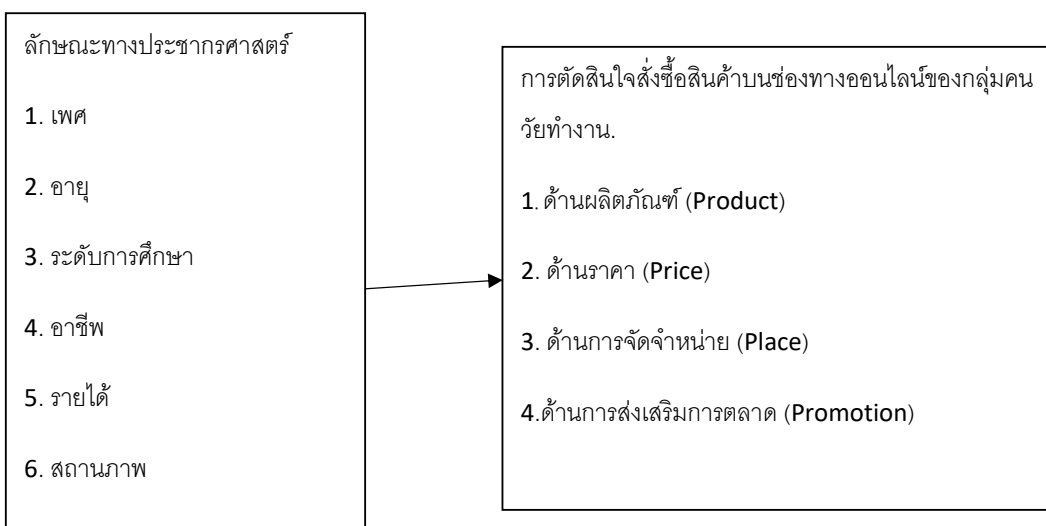 ลักษณะทางประชากรศาสตร์
1. เพศ
2. อายุ
3. ระดับการศึกษา
4. อาชีพ
5. รายได้
6. สถานภาพ
การตัดสินใจสั่งซื้อสินค้าบนช่องทางออนไลน์ของกลุ่มคน
วัยทำงาน.
1. ด้านผลิตภัณฑ์ (Product)
2. ด้านราคา (Price)
3. ด้านการจัดจำหน่าย (Place)
4.ด้านการส่งเสริมการตลาด (Promotion)